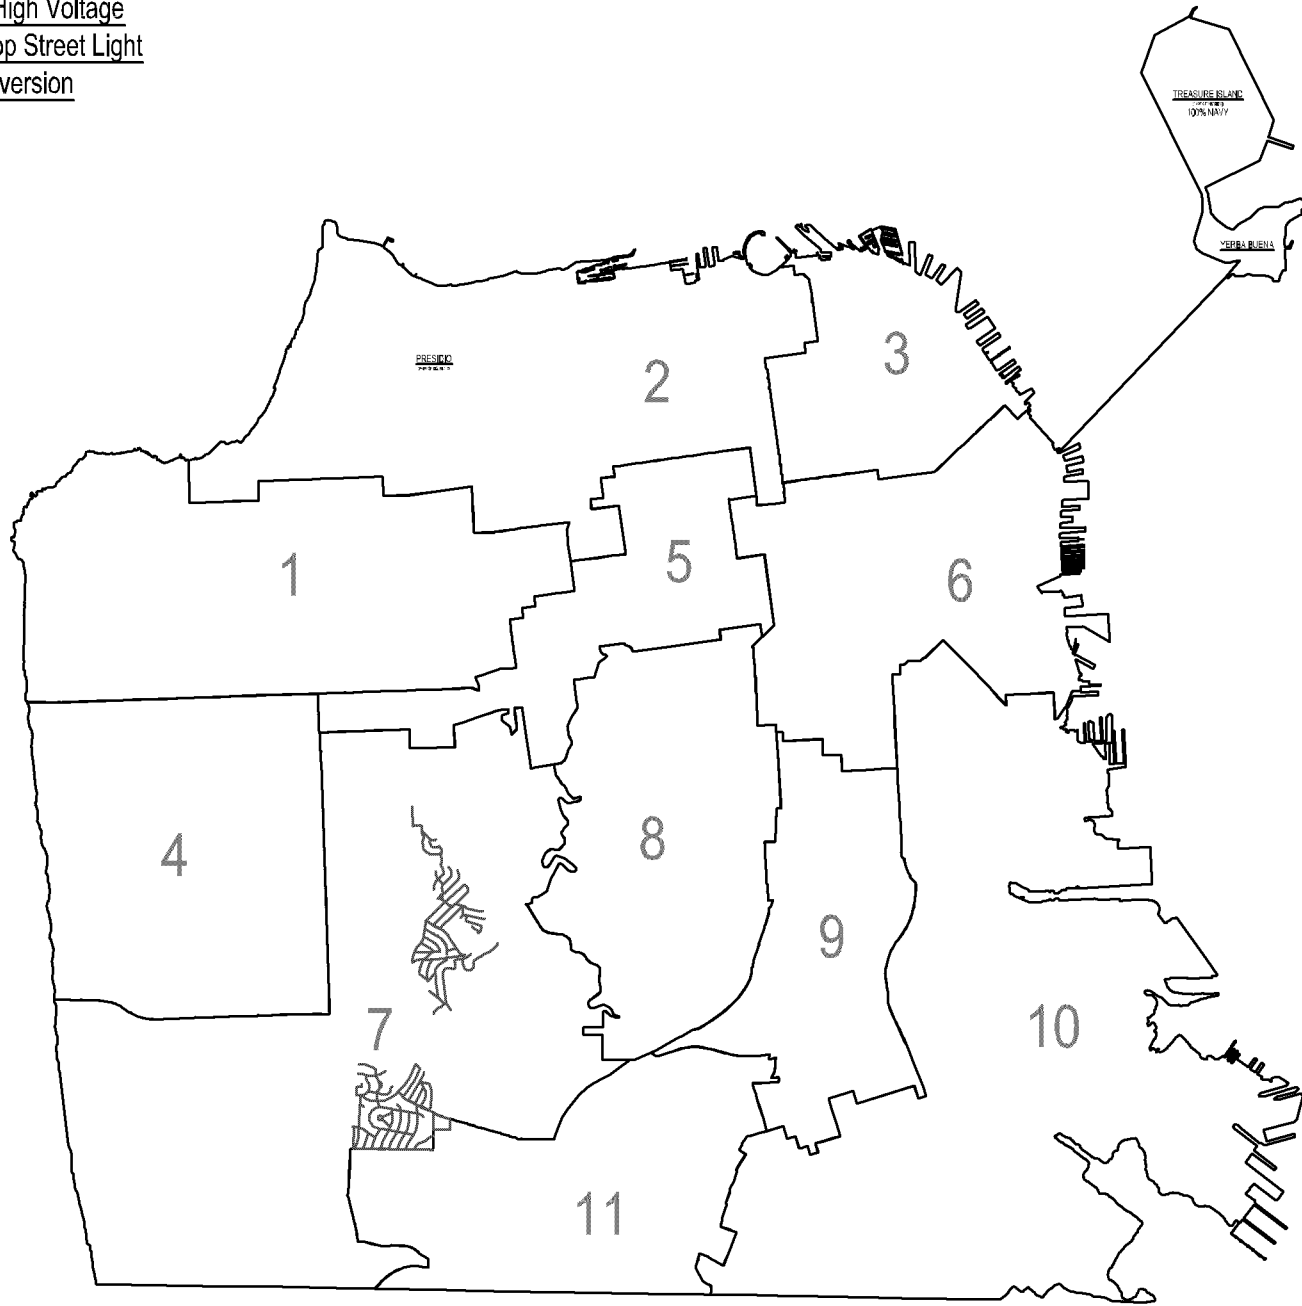 High Voltage
op Street Light
version
TREASURE ISLAND
100% NAVY
YERBA BUENA
PRESIDIO
2
3
1
5
6
4
8
9
7
10
11